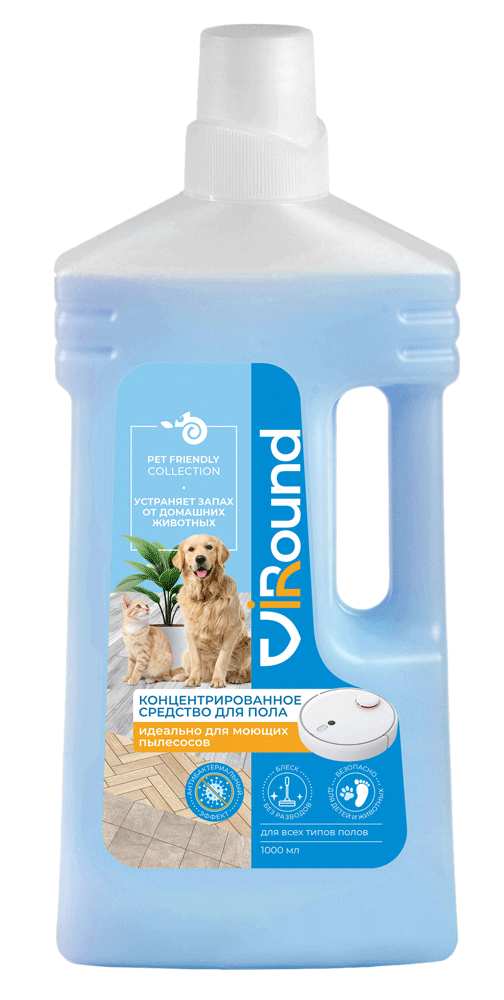 PET FRIENDLY
COLLECTION
УСТРАНЯЕТ ЗАПАХ
ОТ ДОМАШНИХ
ЖИВОТНЫХ
ViRound
КОНЦЕНТРИРОВАННОЕ
СРЕДСТВО ДЛЯ ПОЛА
идеально для моющих
пылесосов
АНТИБАКТЕРИАЛЬНЫЙ
ЭФФЕКТ
БЛЕСК
БЕЗ РАЗВОДОВ
БЕЗОПАСНО
ДЛЯ ДЕТЕЙ И ЖИВОТНЫХ
для всех типов полов
1000 мл